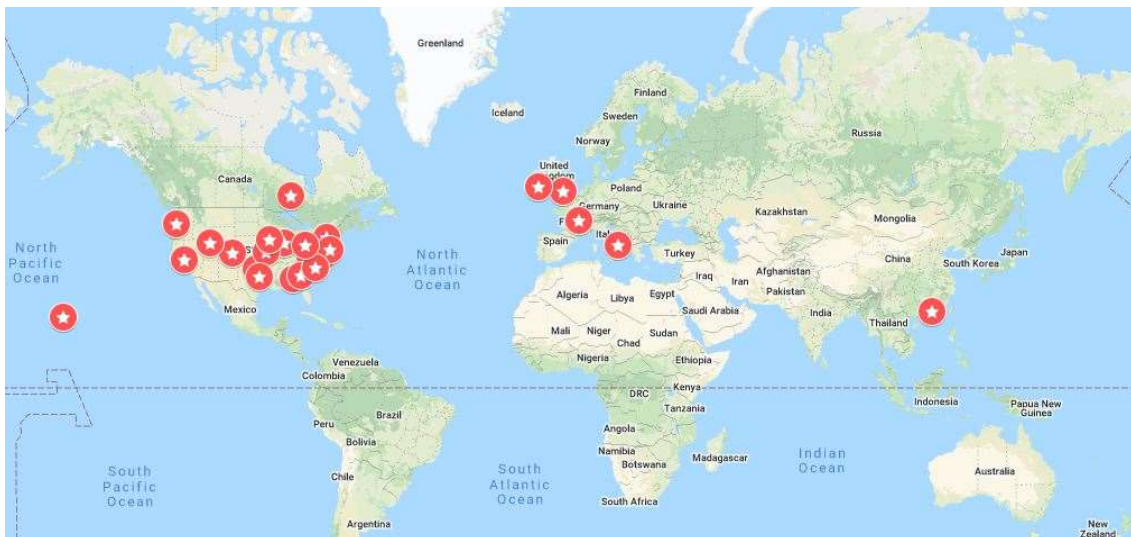 Greenland
Iceland
Finland
Sweden
Norway
Russia
United
Canada
Poland
Germany
Ukraine
Kazakhstan
Mongolia
Spain
Turkey
North
Pacific
Ocean
North
Atlantic
Ocean
Japan
South Korea
China
Iraq
Iran
Afghanistan
Pakistan
Algeria
Libya
Egypt
Saudi Arabia
India
Thailand
Mexico
Mali
Niger
Chad
Sudan
Nigeria
Ethiopia
Venezuela
Colombia
Kenya
DRC
Indonesia
Papua New
Guinea
Tanzania
Brazil
Peru
Angola
Bolivia
Namibia
Botswana
Madagascar
Indian
Ocean
Chile
South
Pacific
Ocean
South
Atlantic
Ocean
Australia
South Africa
Argentina
New
Zealand